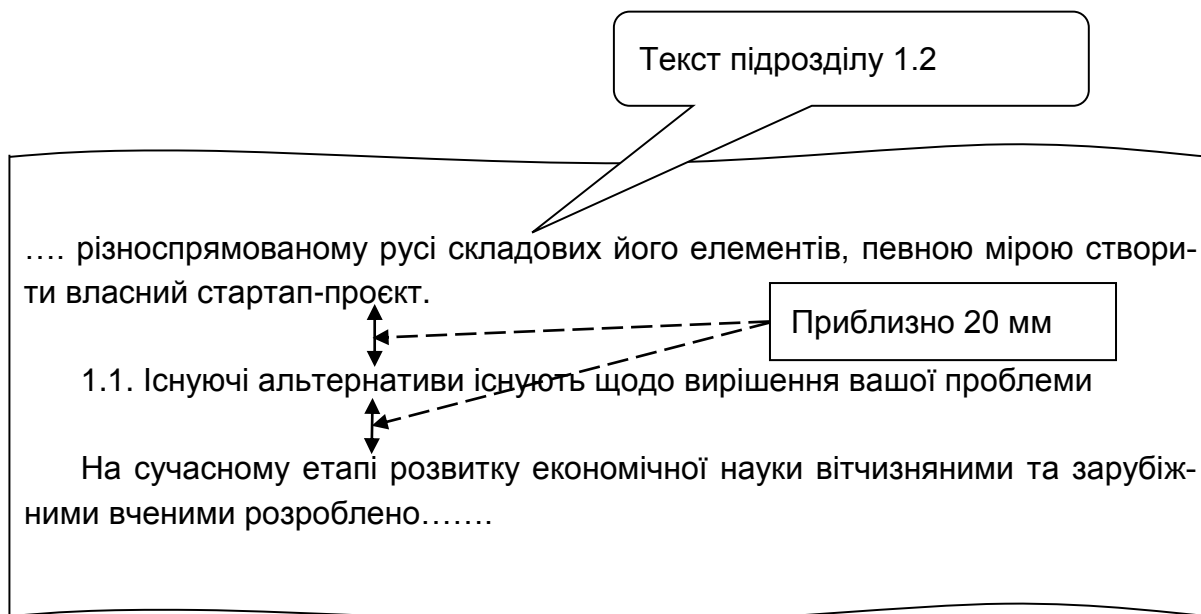 Текст підрозділу 1.2
…. різноспрямованому русі складових його елементів, певною мірою створи-
ти власний стартап-проєкт.
Приблизно 20 мм
1.1. Існуючі альтернативи існують щодо вирішення вашої проблеми
На сучасному етапі розвитку економічної науки вітчизняними та зарубіж-
ними вченими розроблено…….